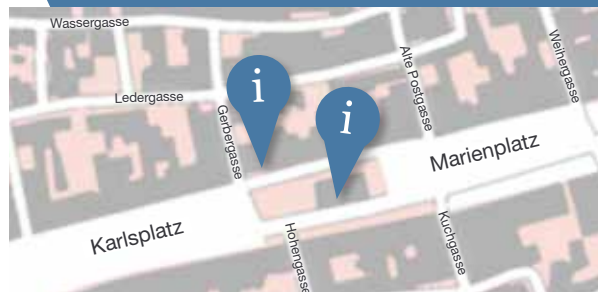 Wassergasse
Ledergasse
Gerbergasse
i
i
Alte Postgasse
Weihergasse
Marienplatz
Karlsplatz
Hohengasse
Kuchgasse